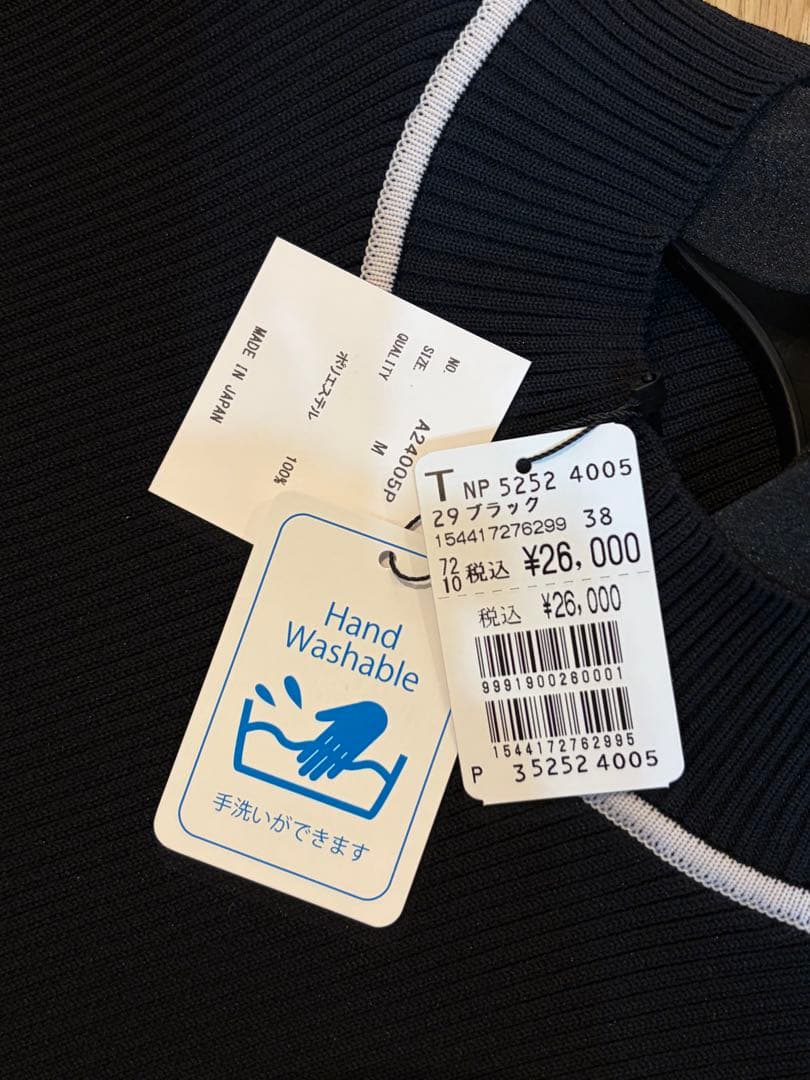 NO. A24005P
SIZE. M
QUALITY
ポリエステル 100%
MADE IN JAPAN
Hand
Washable
手洗いができます
T NP 5252 4005
29 ブラック
154417276299 38
72
10 税込 ¥26,000
税込 ¥26,000
9991900260001
1544172762995
P 35252 4005